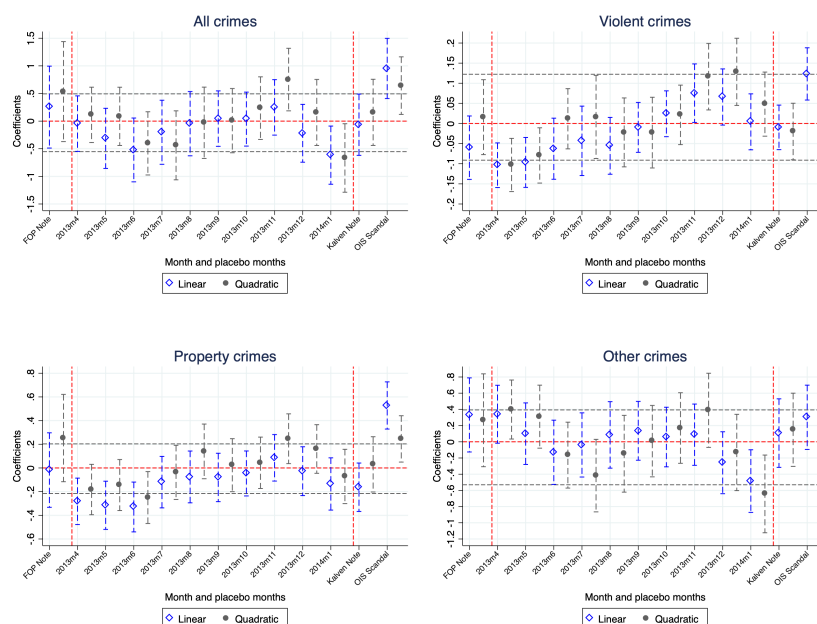 All crimes
Coefficients
1.5
1
.5
0
-.5
-1
-1.5
FOP Note
2013m4
2013m5
2013m6
2013m7
2013m8
2013m9
2013m10
2013m11
2013m12
2014m1
Kalven Note
OIS Scandal
Month and placebo months
Linear Quadratic
Violent crimes
Coefficients
.2
.15
.1
.05
0
-.05
-.1
-.15
-.2
FOP Note
2013m4
2013m5
2013m6
2013m7
2013m8
2013m9
2013m10
2013m11
2013m12
2014m1
Kalven Note
OIS Scandal
Month and placebo months
Linear Quadratic
Property crimes
Coefficients
.8
.6
.4
.2
0
-.2
-.4
-.6
FOP Note
2013m4
2013m5
2013m6
2013m7
2013m8
2013m9
2013m10
2013m11
2013m12
2014m1
Kalven Note
OIS Scandal
Month and placebo months
Linear Quadratic
Other crimes
Coefficients
.8
.6
.4
.2
0
-.2
-.4
-.6
-.8
-1
-1.2
FOP Note
2013m4
2013m5
2013m6
2013m7
2013m8
2013m9
2013m10
2013m11
2013m12
2014m1
Kalven Note
OIS Scandal
Month and placebo months
Linear Quadratic